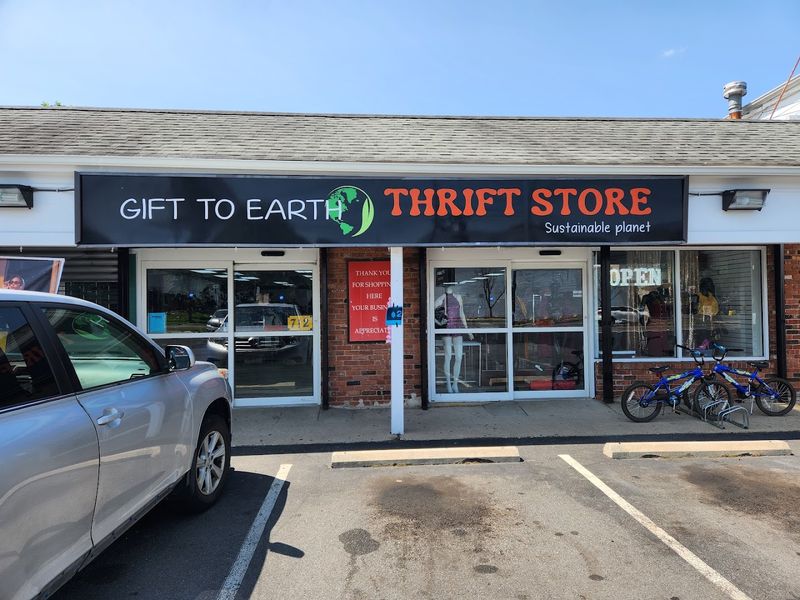 GIFT TO EARTH
THRIFT STORE
Sustainable planet
OPEN
THANK YOU
FOR SHOPPING
HERE
YOUR BUSINESS
IS
APPRECIATED